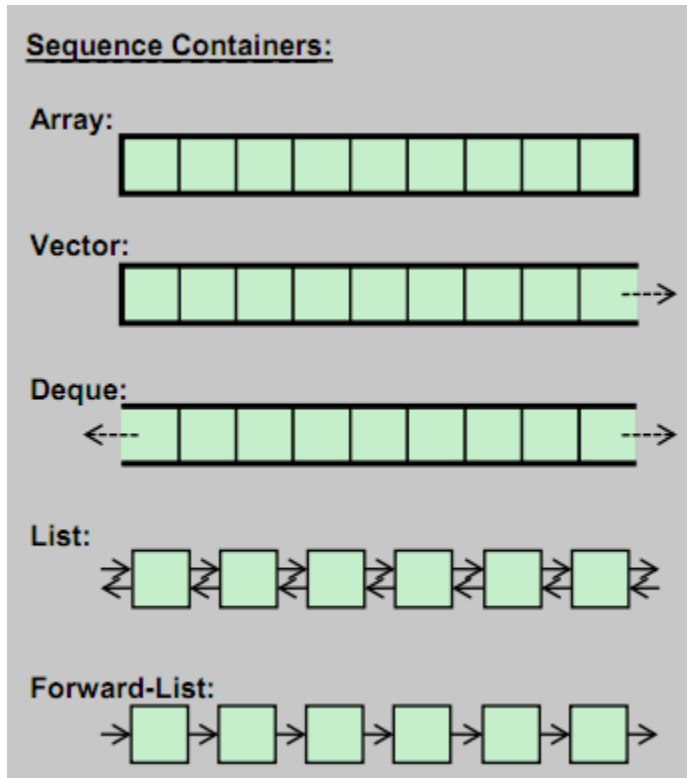 Sequence Containers:
Array:
Vector:
Deque:
List:
Forward-List: